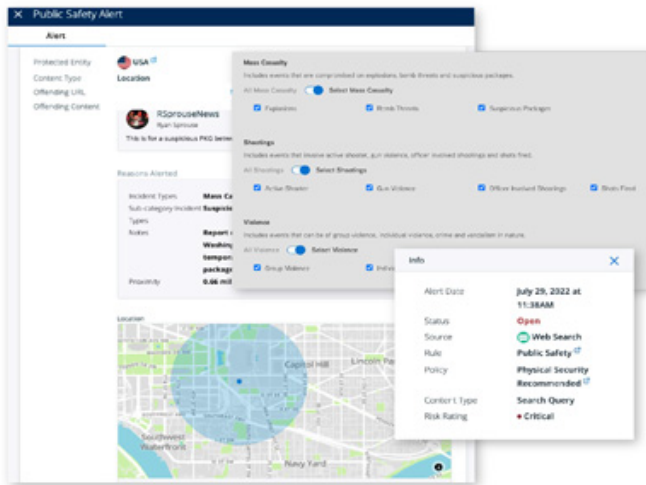 Public Safety Alert
Alert
Protected Entity USA
Content Type Location
Offending URL
Offending Content
RSprouseNews
Ryan Sprouse
This is for a suspicious PKG
Reasons Alerted
Incident Types Mass Ca
Sub-category Incident Suspicio
Types
Notes Report
Washing
tempor
packag
Proximity 0.66 mil
Location
Capitol Hill
Lincoln Pa
Southwest
Waterfront
Navy Yard
Mass Casualty
Includes events that are compromised on explosions, bomb threats and suspicious packages.
All Mass Casualty Select Mass Casualty
Explosions Bomb Threats Suspicious Packages
Shootings
Includes events that involve active shooter, gun violence, officer involved shootings and shots fired.
All Shootings Select Shootings
Active Shooter Gun Violence Officer Involved Shootings Shots Fired
Violence
Includes events that can be of group violence, individual violence, crime and vandalism in nature.
All Violence Select Violence
Group Violence
Info
Alert Date July 29, 2022 at
11:38AM
Status Open
Source Web Search
Rule Public Safety
Policy Physical Security
Recommended
Content Type Search Query
Risk Rating Critical